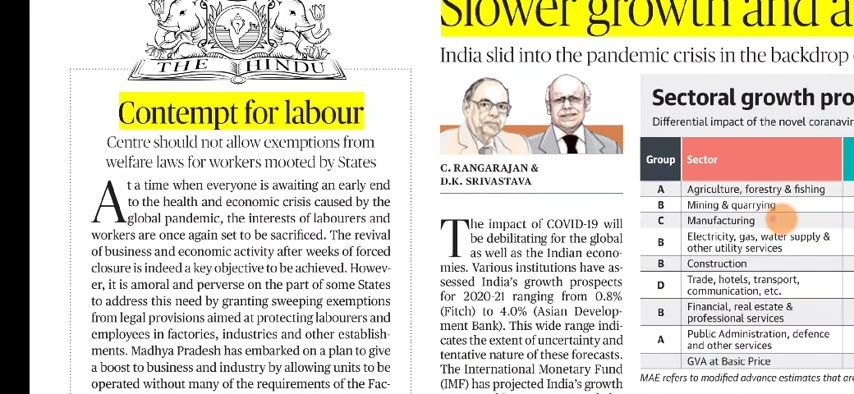 THE HINDU
Contempt for labour
Centre should not allow exemptions from
welfare laws for workers mooted by States
At a time when everyone is awaiting an early end
to the health and economic crisis caused by the
global pandemic, the interests of labourers and
workers are once again set to be sacrificed. The revival
of business and economic activity after weeks of forced
closure is indeed a key objective to be achieved. Howev-
er, it is amoral and perverse on the part of some States
to address this need by granting sweeping exemptions
from legal provisions aimed at protecting labourers and
employees in factories, industries and other establish-
ments. Madhya Pradesh has embarked on a plan to give
a boost to business and industry by allowing units to be
operated without many of the requirements of the Fac-
Slower growth and a
India slid into the pandemic crisis in the backdrop
C. RANGARAJAN &
D.K. SRIVASTAVA
The impact of COVID-19 will
be debilitating for the global
as well as the Indian econo-
mies. Various institutions have as-
sessed India's growth prospects
for 2020-21 ranging from 0.8%
(Fitch) to 4.0% (Asian Develop-
ment Bank). This wide range indi-
cates the extent of uncertainty and
tentative nature of these forecasts.
The International Monetary Fund
(IMF) has projected India's growth
Sectoral growth pro
Differential impact of the novel coronavir
Group Sector
A Agriculture, forestry & fishing
B Mining & quarrying
C Manufacturing
B Electricity, gas, water supply &
other utility services
B Construction
D Trade, hotels, transport,
communication, etc.
B Financial, real estate &
professional services
A Public Administration, defence
and other services
GVA at Basic Price
MAE refers to modified advance estimates that are